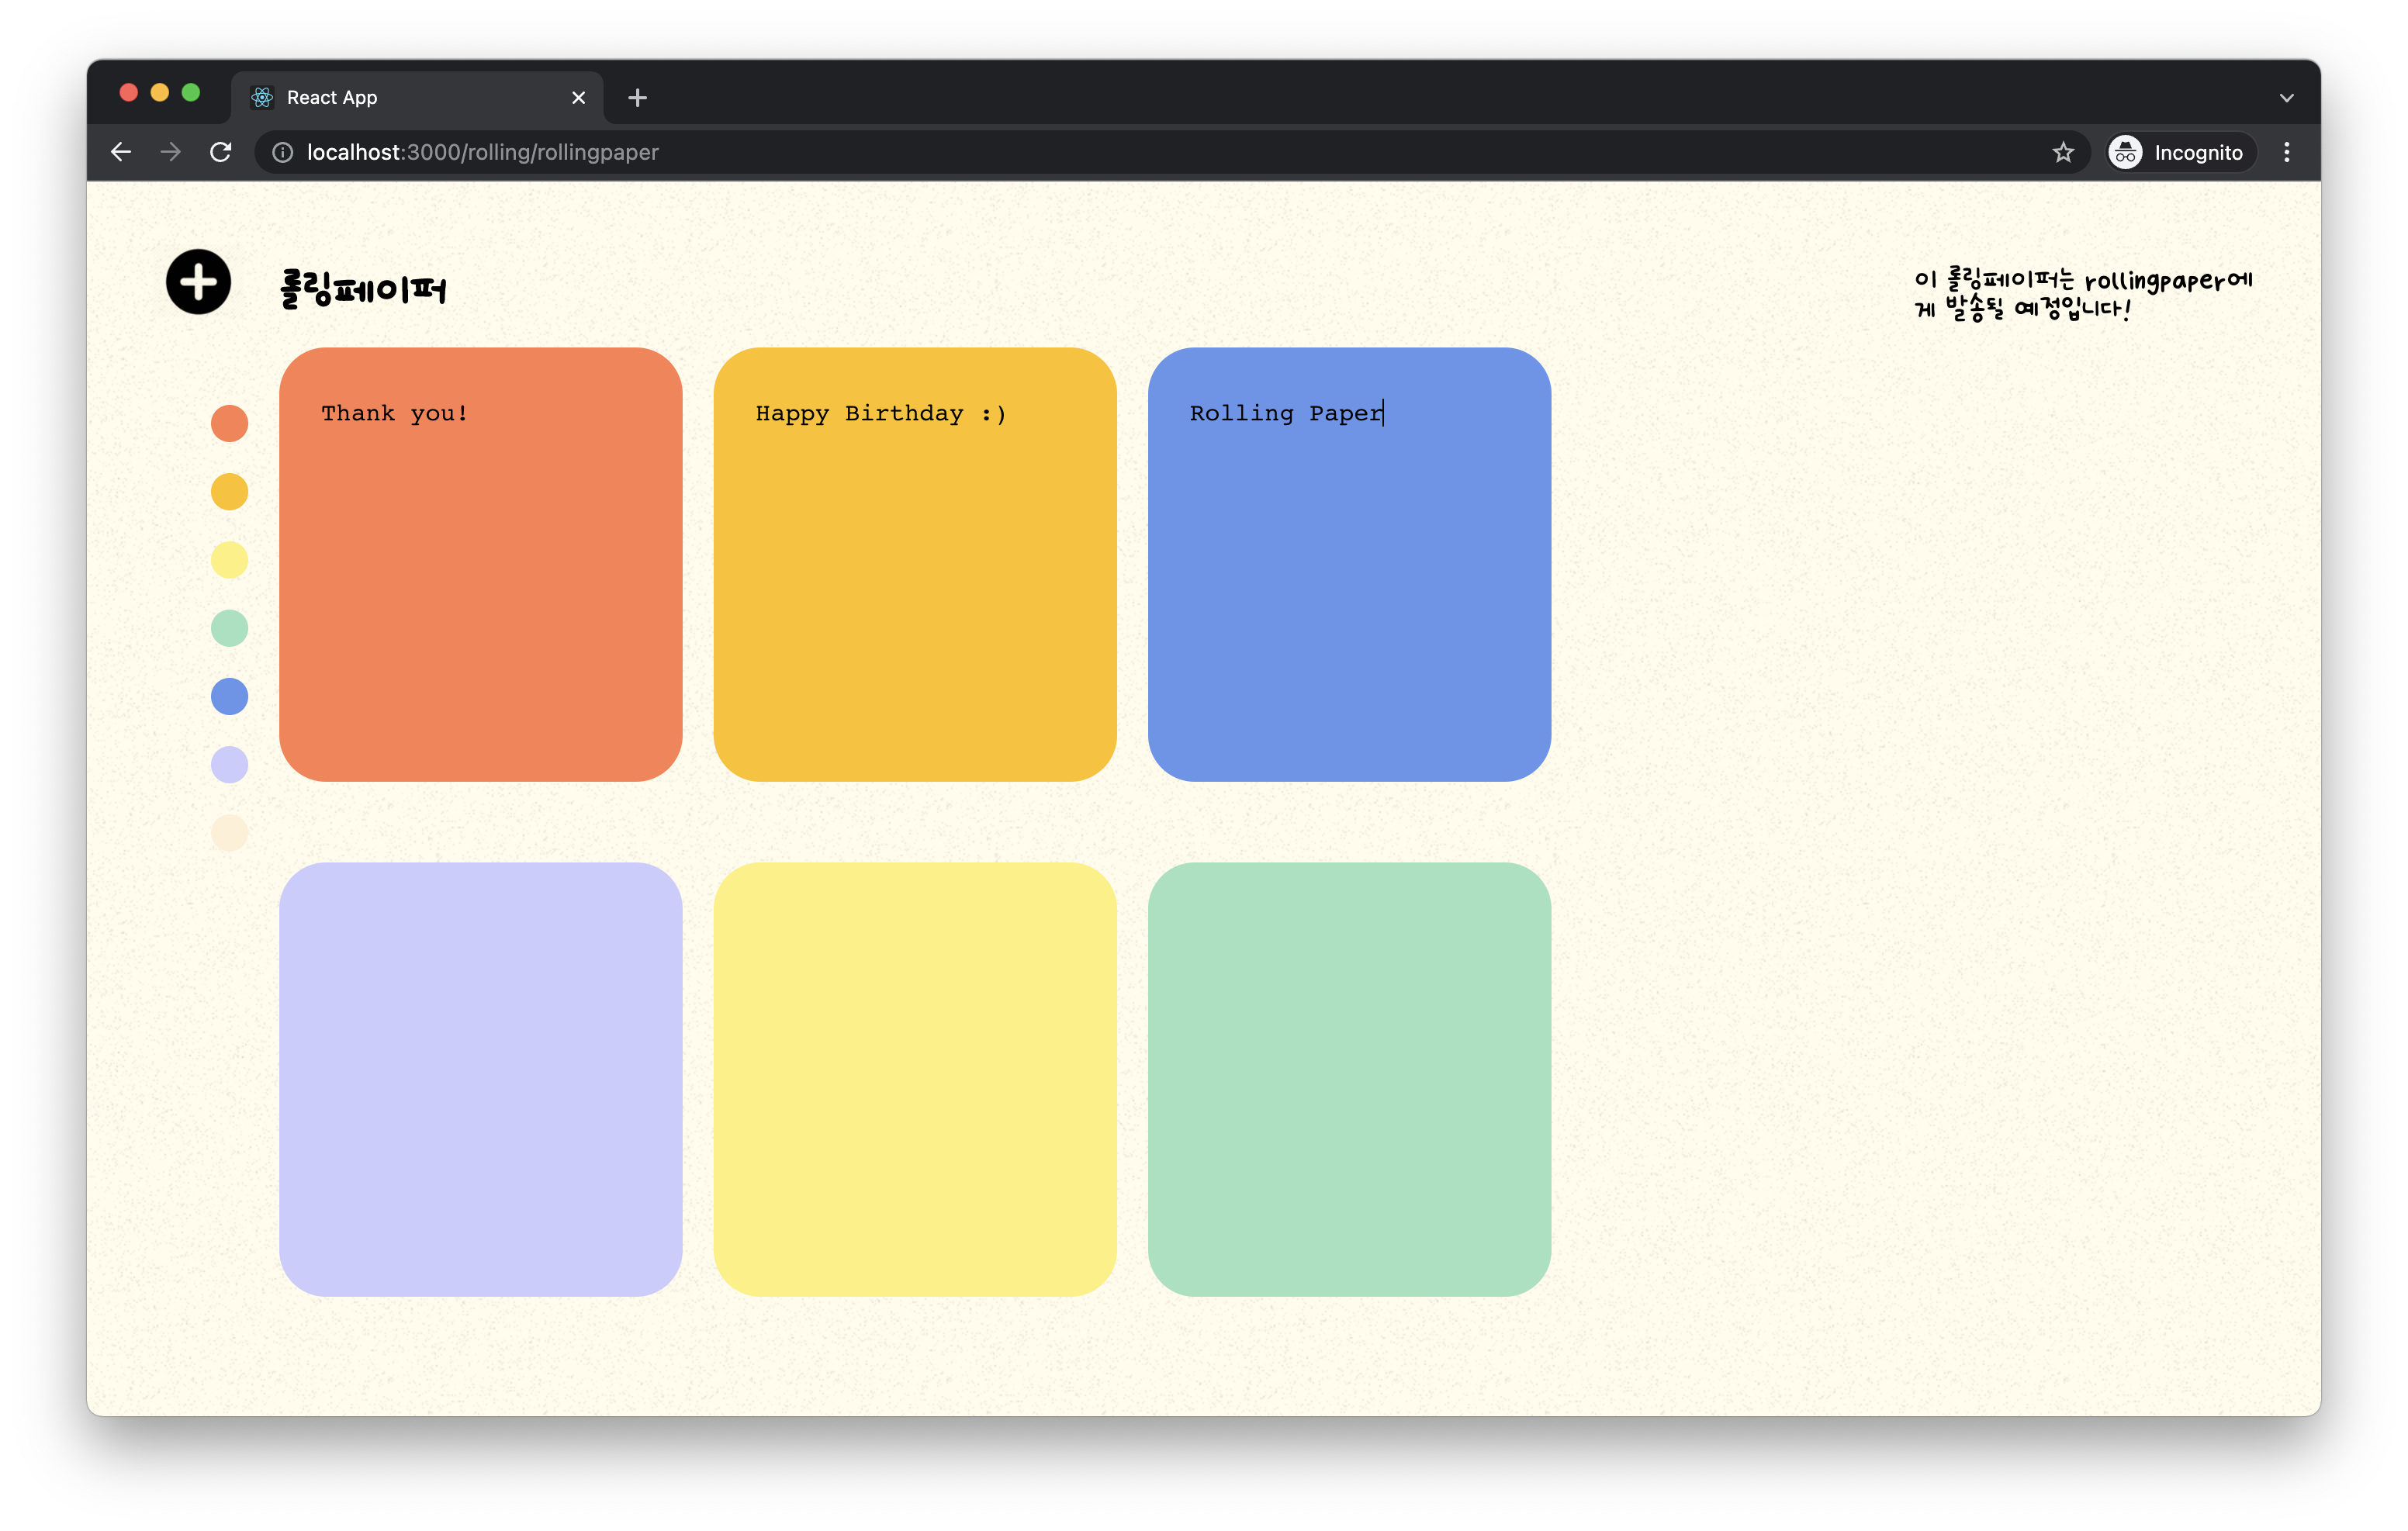 React App
localhost:3000/rolling/rollingpaper
Incognito
롤링페이퍼
이 롤링페이퍼는 rollingpaper에
게 발송될 예정입니다!
Thank you!
Happy Birthday :)
Rolling Paper